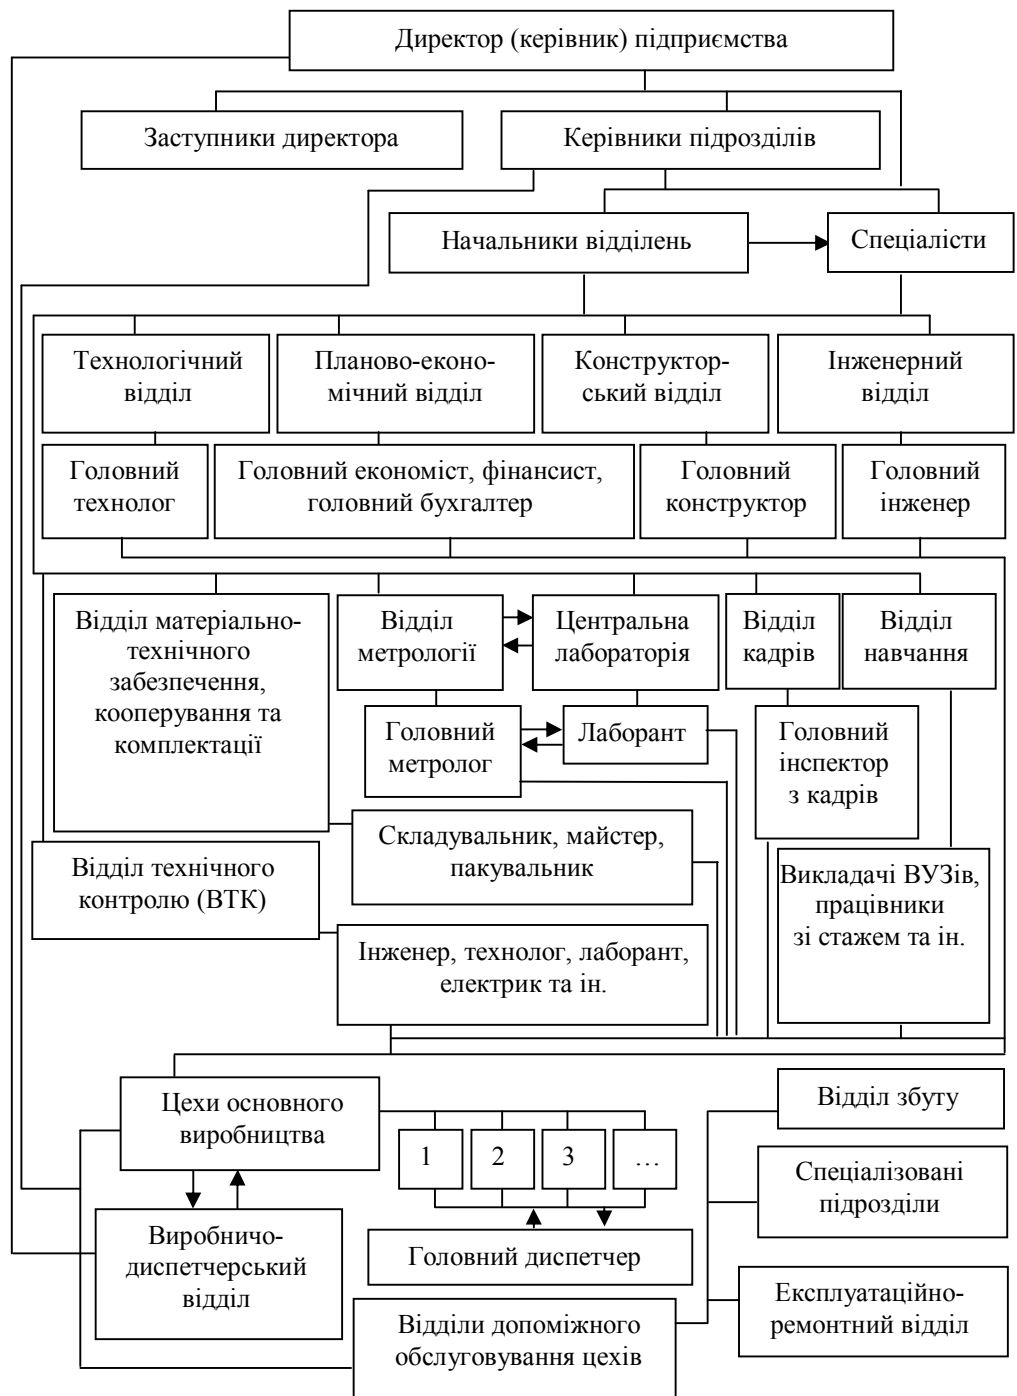 Директор (керівник) підприємства
Заступники директора
Керівники підрозділів
Начальники відділень
Спеціалісти
Технологічний
відділ
Планово-еконо-
мічний відділ
Конструктор-
ський відділ
Інженерний
відділ
Головний
технолог
Головний економіст, фінансист,
головний бухгалтер
Головний
конструктор
Головний
інженер
Відділ матеріально-
технічного
забезпечення,
кооперування та
комплектації
Відділ
метрології
Центральна
лабораторія
Відділ
кадрів
Відділ
навчання
Головний
метролог
Лаборант
Головний
інспектор
з кадрів
Складувальник, майстер,
пакувальник
Відділ технічного
контролю (ВТК)
Викладачі ВУЗів,
працівники
зі стажем та ін.
Інженер, технолог, лаборант,
електрик та ін.
Цехи основного
виробництва
1
2
3
...
Відділ збуту
Спеціалізовані
підрозділи
Виробничо-
диспетчерський
відділ
Головний диспетчер
Експлуатаційно-
ремонтний відділ
Відділи допоміжного
обслуговування цехів